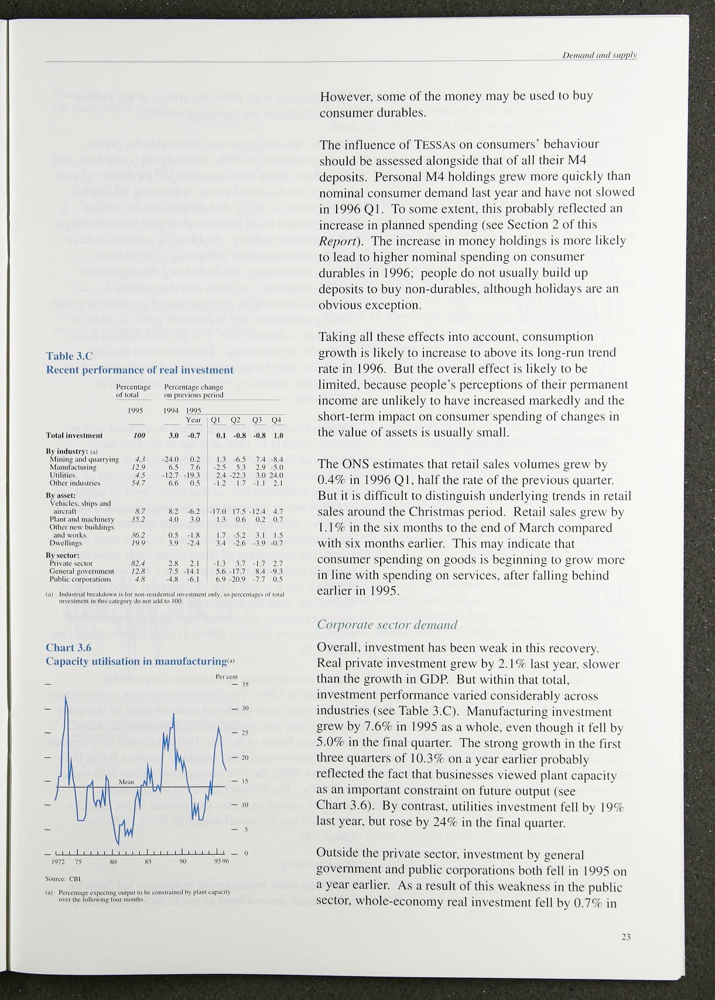 Demand and supply
However, some of the money may be used to buy
consumer durables.
The influence of TESSAs on consumers' behaviour
should be assessed alongside that of all their M4
deposits. Personal M4 holdings grew more quickly than
nominal consumer demand last year and have not slowed
in 1996 Q1. To some extent, this probably reflected an
increase in planned spending (see Section 2 of this
Report). The increase in money holdings is more likely
to lead to higher nominal spending on consumer
durables in 1996; people do not usually build up
deposits to buy non-durables, although holidays are an
obvious exception.
Taking all these effects into account, consumption
growth is likely to increase to above its long-run trend
rate in 1996. But the overall effect is likely to be
limited, because people's perceptions of their permanent
income are unlikely to have increased markedly and the
short-term impact on consumer spending of changes in
the value of assets is usually small.
The ONS estimates that retail sales volumes grew by
0.4% in 1996 Q1, half the rate of the previous quarter.
But it is difficult to distinguish underlying trends in retail
sales around the Christmas period. Retail sales grew by
1.1% in the six months to the end of March compared
with six months earlier. This may indicate that
consumer spending on goods is beginning to grow more
in line with spending on services, after falling behind
earlier in 1995.
Corporate sector demand
Overall, investment has been weak in this recovery.
Real private investment grew by 2.1% last year, slower
than the growth in GDP. But within that total,
investment performance varied considerably across
industries (see Table 3.C). Manufacturing investment
grew by 7.6% in 1995 as a whole, even though it fell by
5.0% in the final quarter. The strong growth in the first
three quarters of 10.3% on a year earlier probably
reflected the fact that businesses viewed plant capacity
as an important constraint on future output (see
Chart 3.6). By contrast, utilities investment fell by 19%
last year, but rose by 24% in the final quarter.
Outside the private sector, investment by general
government and public corporations both fell in 1995 on
a year earlier. As a result of this weakness in the public
sector, whole-economy real investment fell by 0.7% in
Table 3.C
Recent performance of real investment
Percentage Percentage change
of total on previous period
1995 1994 1995
Year Q1 Q2 Q3 Q4
Total investment 100 3.0 -0.7 0.1 -0.8 -0.8 1.0
By industry: (a)
Mining and quarrying 4.3 -24.0 0.2 1.3 -6.5 7.4 -8.4
Manufacturing 12.9 6.5 7.6 -2.5 5.3 2.9 -5.0
Utilities 4.5 -12.7 -19.3 2.4 -22.3 3.0 24.0
Other industries 54.7 6.6 0.5 -1.2 1.7 -1.1 2.1
By asset:
Vehicles, ships and
aircraft 8.7 8.2 -6.2 -17.0 17.5 -12.4 4.7
Plant and machinery 35.2 4.0 3.0 1.3 0.6 0.2 0.7
Other new buildings
and works 36.2 0.5 -1.8 1.7 -5.2 3.1 1.5
Dwellings 19.9 3.9 -2.4 3.4 -2.6 -3.9 -0.7
By sector:
Private sector 82.4 2.8 2.1 -1.3 3.7 -1.7 2.7
General government 12.8 7.5 -14.1 5.6 -17.7 8.4 -9.3
Public corporations 4.8 -4.8 -6.1 6.9 -20.9 -7.7 0.5
(a) Industrial breakdown is for non-residential investment only, so percentages of total
investment in this category do not add to 100.
Chart 3.6
Capacity utilisation in manufacturing(a)
Per cent
35
30
25
20
Mean
15
10
5
0
1972 75 80 85 90 95 96
Source: CBI.
(a) Percentage expecting output to be constrained by plant capacity
over the following four months.
23